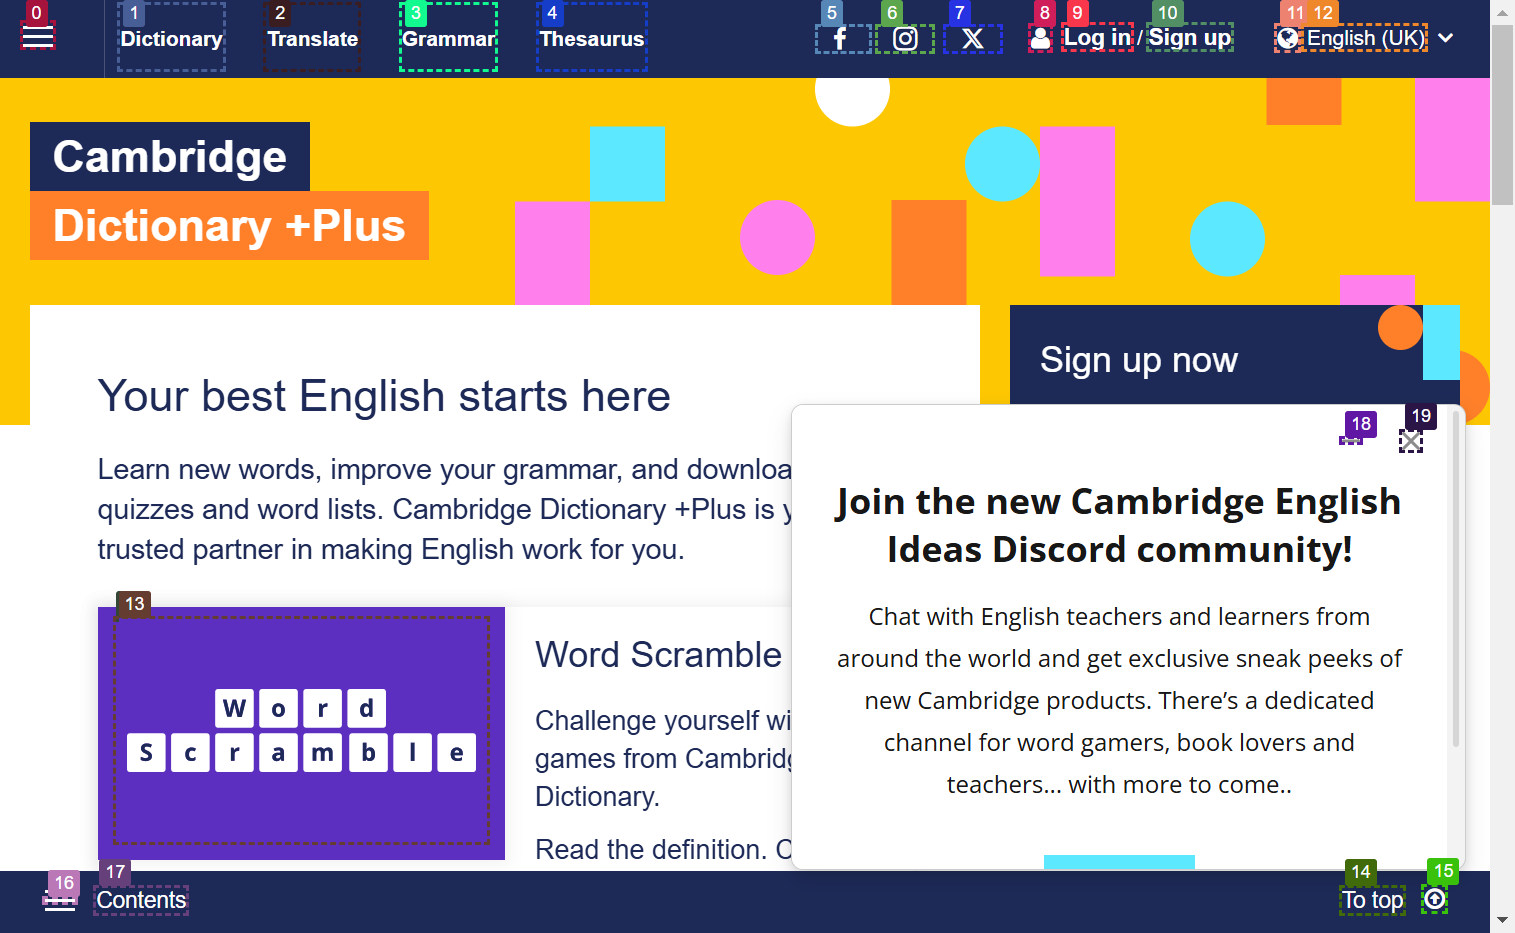 0
1
2
3
4
5
6
7
8
9
10
11
12
Dictionary
Translate
Grammar
Thesaurus
Log in / Sign up
English (UK)
Cambridge
Dictionary +Plus
Your best English starts here
Sign up now
Learn new words, improve your grammar, and downloa
quizzes and word lists. Cambridge Dictionary +Plus is y
trusted partner in making English work for you.
18
19
Join the new Cambridge English
Ideas Discord community!
Chat with English teachers and learners from
around the world and get exclusive sneak peeks of
new Cambridge products. There’s a dedicated
channel for word gamers, book lovers and
teachers... with more to come..
13
Word
Scramble
Word Scramble
Challenge yourself wi
games from Cambridg
Dictionary.
Read the definition. C
16
17
Contents
14
15
To top